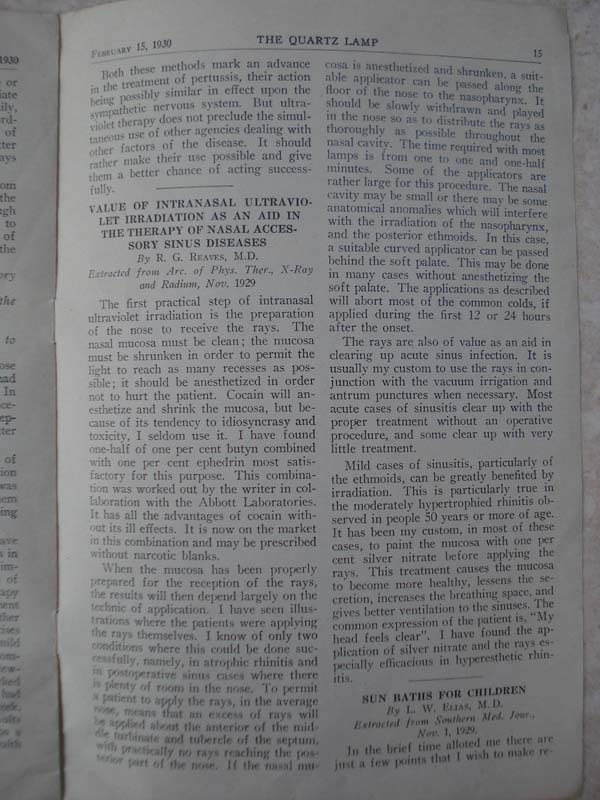 1930
or
iate
ily,
rd-
of
ter
ays
om
the
gh
to
of
the
ory
the
to
ose
had
In
ce-
ep-
ter
of
ion
was
em
ing
ave
s in
im-
of
apy
ment
ther
mild
FEBRUARY 15, 1930 THE QUARTZ LAMP 15
Both these methods mark an advance
in the treatment of pertussis, their action
being possibly similar in effect upon the
sympathetic nervous system. But ultra-
violet therapy does not preclude the simul-
taneous use of other agencies dealing with
other factors of the disease. It should
rather make their use possible and give
them a better chance of acting success-
fully.
VALUE OF INTRANASAL ULTRAVIO-
LET IRRADIATION AS AN AID IN
THE THERAPY OF NASAL ACCES-
SORY SINUS DISEASES
By R. G. REAVES, M.D.
Extracted from Arc. of Phys. Ther., X-Ray
and Radium, Nov. 1929
The first practical step of intranasal
ultraviolet irradiation is the preparation
of the nose to receive the rays. The
nasal mucosa must be clean; the mucosa
must be shrunken in order to permit the
light to reach as many recesses as pos-
sible; it should be anesthetized in order
not to hurt the patient. Cocain will an-
esthetize and shrink the mucosa, but be-
cause of its tendency to idiosyncrasy and
toxicity, I seldom use it. I have found
one-half of one per cent butyn combined
with one per cent ephedrin most satis-
factory for this purpose. This combina-
tion was worked out by the writer in col-
laboration with the Abbott Laboratories.
It has all the advantages of cocain with-
out its ill effects. It is now on the market
in this combination and may be prescribed
without narcotic blanks.
When the mucosa has been properly
prepared for the reception of the rays,
the results will then depend largely on the
technic of application. I have seen illus-
trations where the patients were applying
the rays themselves. I know of only two
conditions where this could be done suc-
cessfully, namely, in atrophic rhinitis and
in postoperative sinus cases where there
is plenty of room in the nose. To permit
a patient to apply the rays, in the average
nose, means that an excess of rays will
be applied about the anterior of the mid-
dle turbinate and tubercle of the septum,
with practically no rays reaching the pos-
terior part of the nose. If the nasal mu-
cosa is anesthetized and shrunken, a suit-
able applicator can be passed along the
floor of the nose to the nasopharynx. It
should be slowly withdrawn and played
in the nose so as to distribute the rays as
thoroughly as possible throughout the
nasal cavity. The time required with most
lamps is from one to one and one-half
minutes. Some of the applicators are
rather large for this procedure. The nasal
cavity may be small or there may be some
anatomical anomalies which will interfere
with the irradiation of the nasopharynx,
and the posterior ethmoids. In this case,
a suitable curved applicator can be passed
behind the soft palate. This may be done
in many cases without anesthetizing the
soft palate. The applications as described
will abort most of the common colds, if
applied during the first 12 or 24 hours
after the onset.
The rays are also of value as an aid in
clearing up acute sinus infection. It is
usually my custom to use the rays in con-
junction with the vacuum irrigation and
antrum punctures when necessary. Most
acute cases of sinusitis clear up with the
proper treatment without an operative
procedure, and some clear up with very
little treatment.
Mild cases of sinusitis, particularly of
the ethmoids, can be greatly benefited by
irradiation. This is particularly true in
the moderately hypertrophied rhinitis ob-
served in people 50 years or more of age.
It has been my custom, in most of these
cases, to paint the mucosa with one per
cent silver nitrate before applying the
rays. This treatment causes the mucosa
to become more healthy, lessens the se-
cretion, increases the breathing space, and
gives better ventilation to the sinuses. The
common expression of the patient is, "My
head feels clear". I have found the ap-
plication of silver nitrate and the rays es-
pecially efficacious in hyperesthetic rhin-
itis.
SUN BATHS FOR CHILDREN
By L. W. ELIAS, M. D.
Extracted from Southern Med. Jour.,
Nov. 1, 1929.
In the brief time alloted me there are
just a few points that I wish to make re-